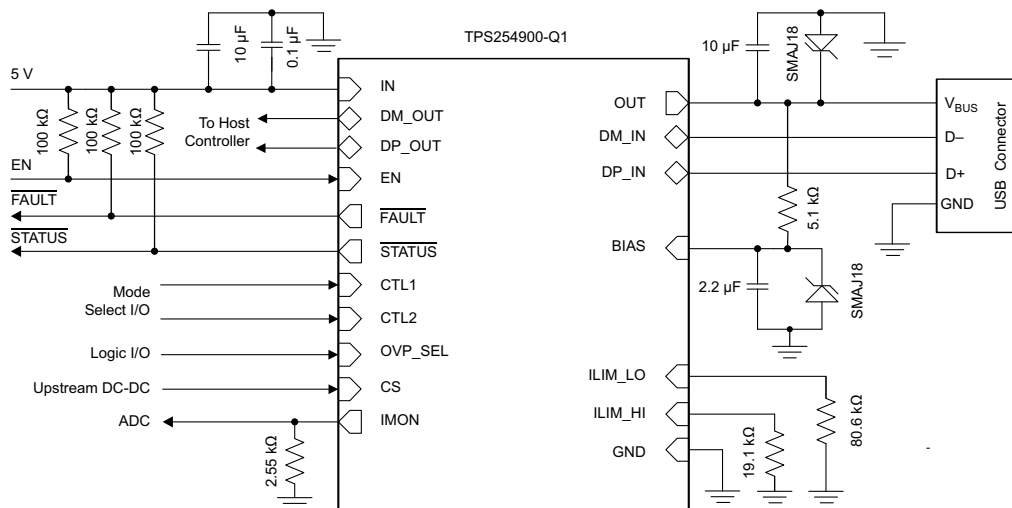 TPS254900-Q1
10 µF
0.1 µF
5 V
100 kΩ
100 kΩ
100 kΩ
To Host
Controller
EN
FAULT
STATUS
Mode
Select I/O
Logic I/O
Upstream DC-DC
ADC
2.55 kΩ
IN
DM_OUT
DP_OUT
EN
FAULT
STATUS
CTL1
CTL2
OVP_SEL
CS
IMON
OUT
DM_IN
DP_IN
BIAS
ILIM_LO
ILIM_HI
GND
10 µF
SMAJ18
5.1 kΩ
2.2 µF
SMAJ18
19.1 kΩ
80.6 kΩ
VBUS
D–
D+
GND
USB Connector
-